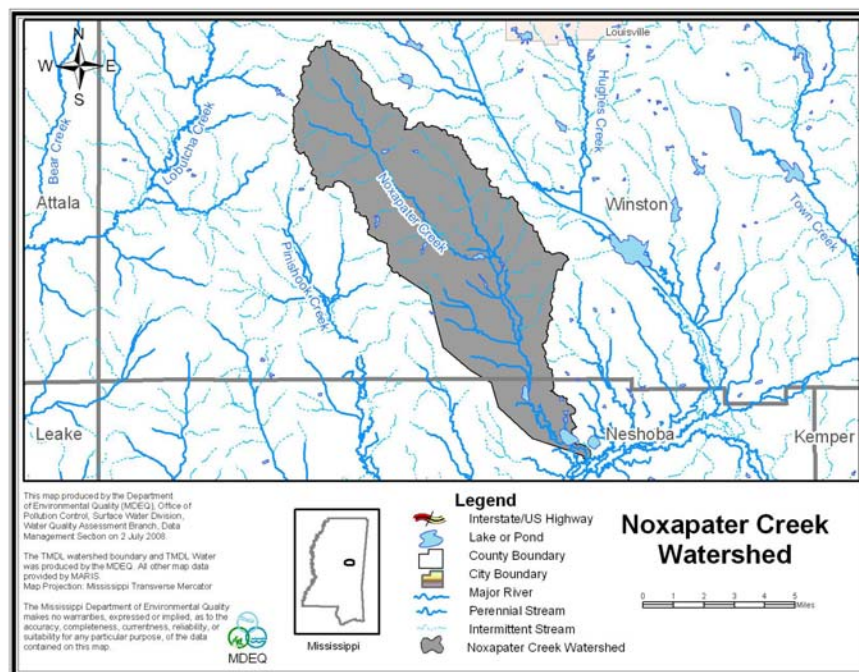 Louisville
N
W E
S
Bear Creek
Lobutcha Creek
Hughes Creek
Attala
Noxapater Creek
Winston
Town Creek
Pinishook Creek
Leake
Neshoba
Kemper
This map produced by the Department
of Environmental Quality (MDEQ), Office of
Pollution Control, Surface Water Division,
Water Quality Assessment Branch, Data
Management Section on 2 July 2008.
The TMDL watershed boundary and TMDL Water
was produced by the MDEQ. All other map data
provided by MARIS.
Map Projection: Mississippi Transverse Mercator
The Mississippi Department of Environmental Quality
makes no warranties, expressed or implied, as to the
accuracy, completeness, currentness, reliability, or
suitability for any particular purpose, of the data
contained on this map.
MDEQ
Mississippi
Legend
Interstate/US Highway
Lake or Pond
County Boundary
City Boundary
Major River
Perennial Stream
Intermittent Stream
Noxapater Creek Watershed
Noxapater Creek
Watershed
0 1 2 3 4 5
Miles